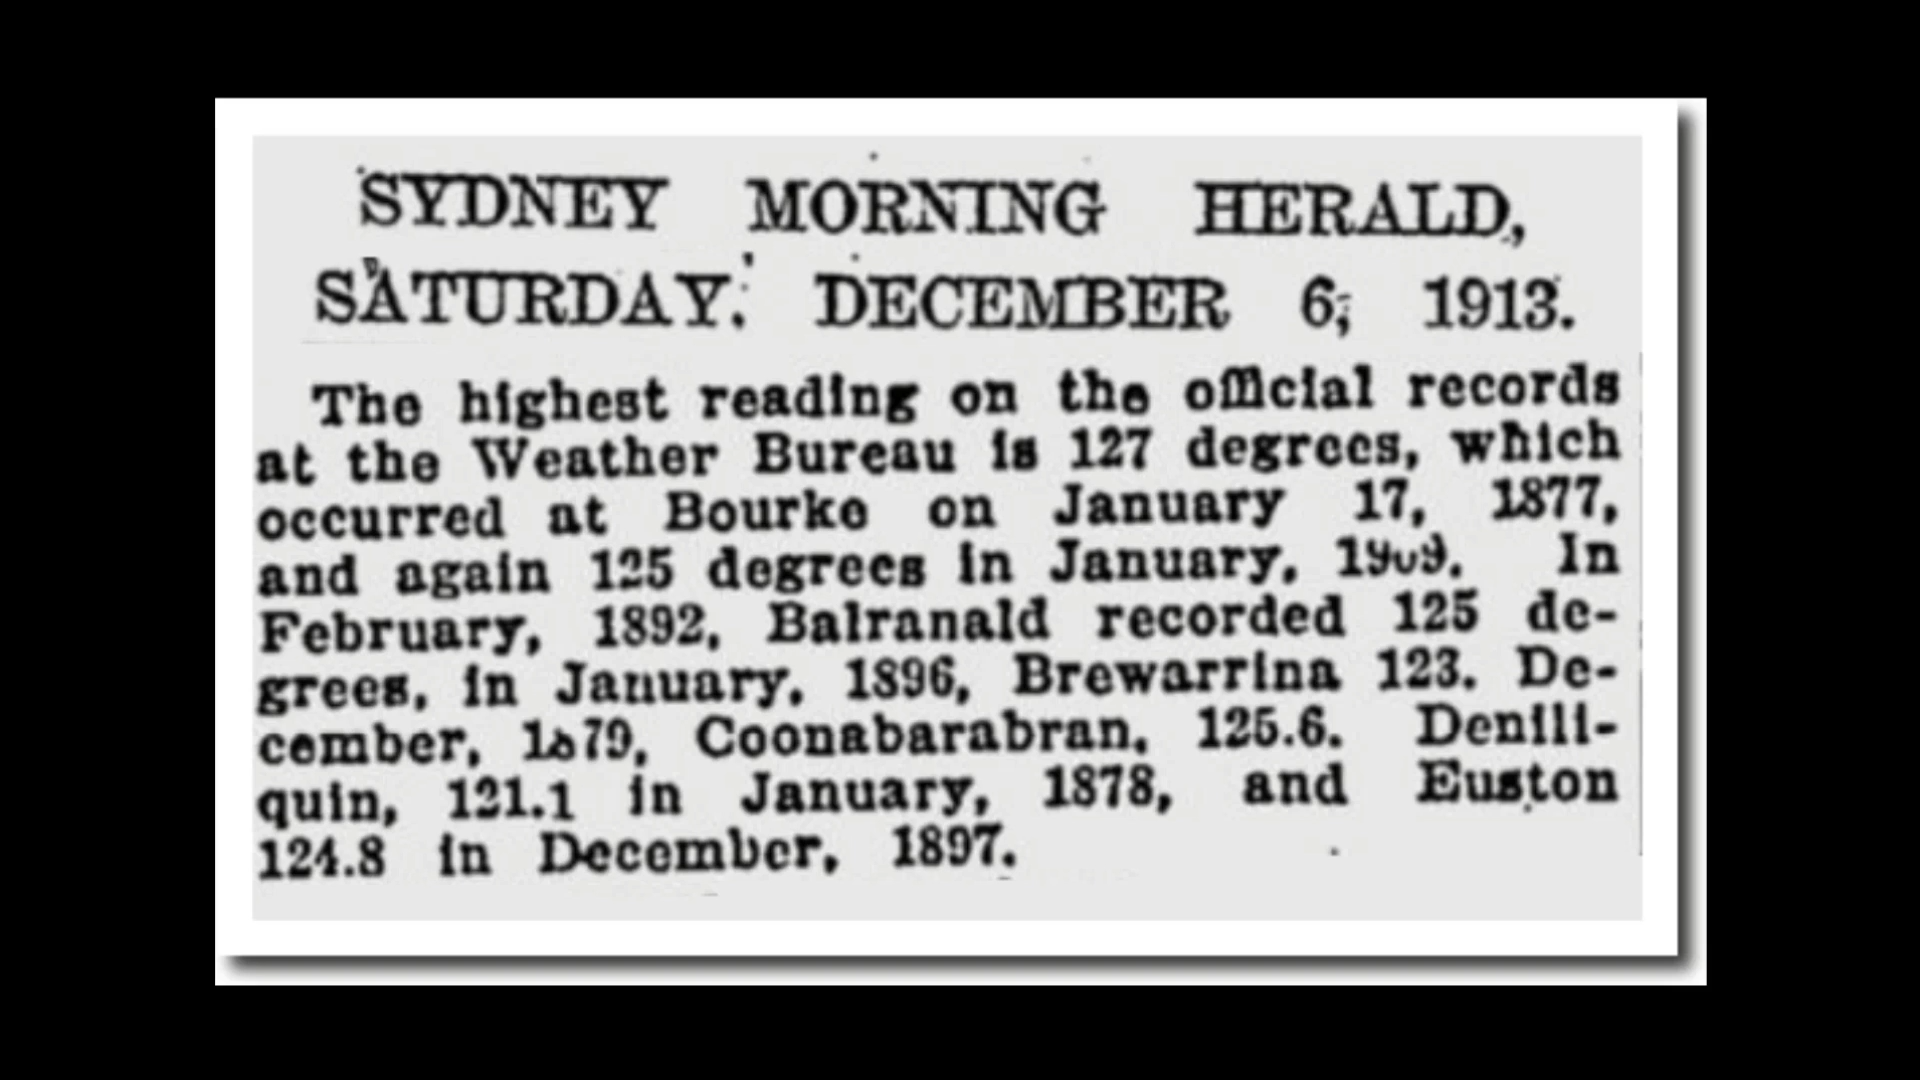 SYDNEY MORNING HERALD,
SATURDAY, DECEMBER 6, 1913.
The highest reading on the official records
at the Weather Bureau is 127 degrees, which
occurred at Bourke on January 17, 1877,
and again 125 degrees in January, 1909. In
February, 1892, Balranald recorded 125 de-
grees, in January, 1896, Brewarrina 123. De-
cember, 1879, Coonabarabran, 125.6. Denili-
quin, 121.1 in January, 1878, and Euston
124.8 in December, 1897.